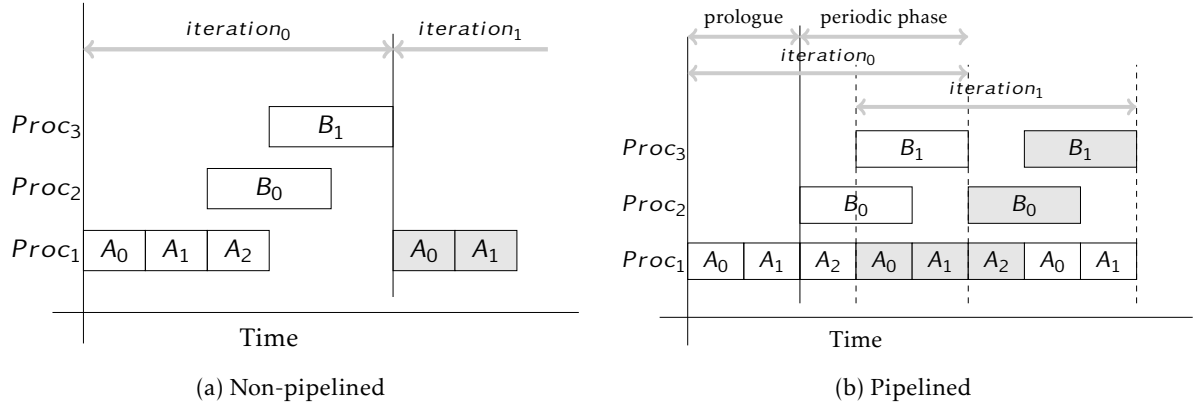 iteration₀ iteration₁
Proc₃ B₁
Proc₂ B₀
Proc₁ A₀ A₁ A₂ A₀ A₁
Time
(a) Non-pipelined
prologue periodic phase
iteration₀
iteration₁
Proc₃ B₁ B₁
Proc₂ B₀ B₀
Proc₁ A₀ A₁ A₂ A₀ A₁ A₂ A₀ A₁
Time
(b) Pipelined